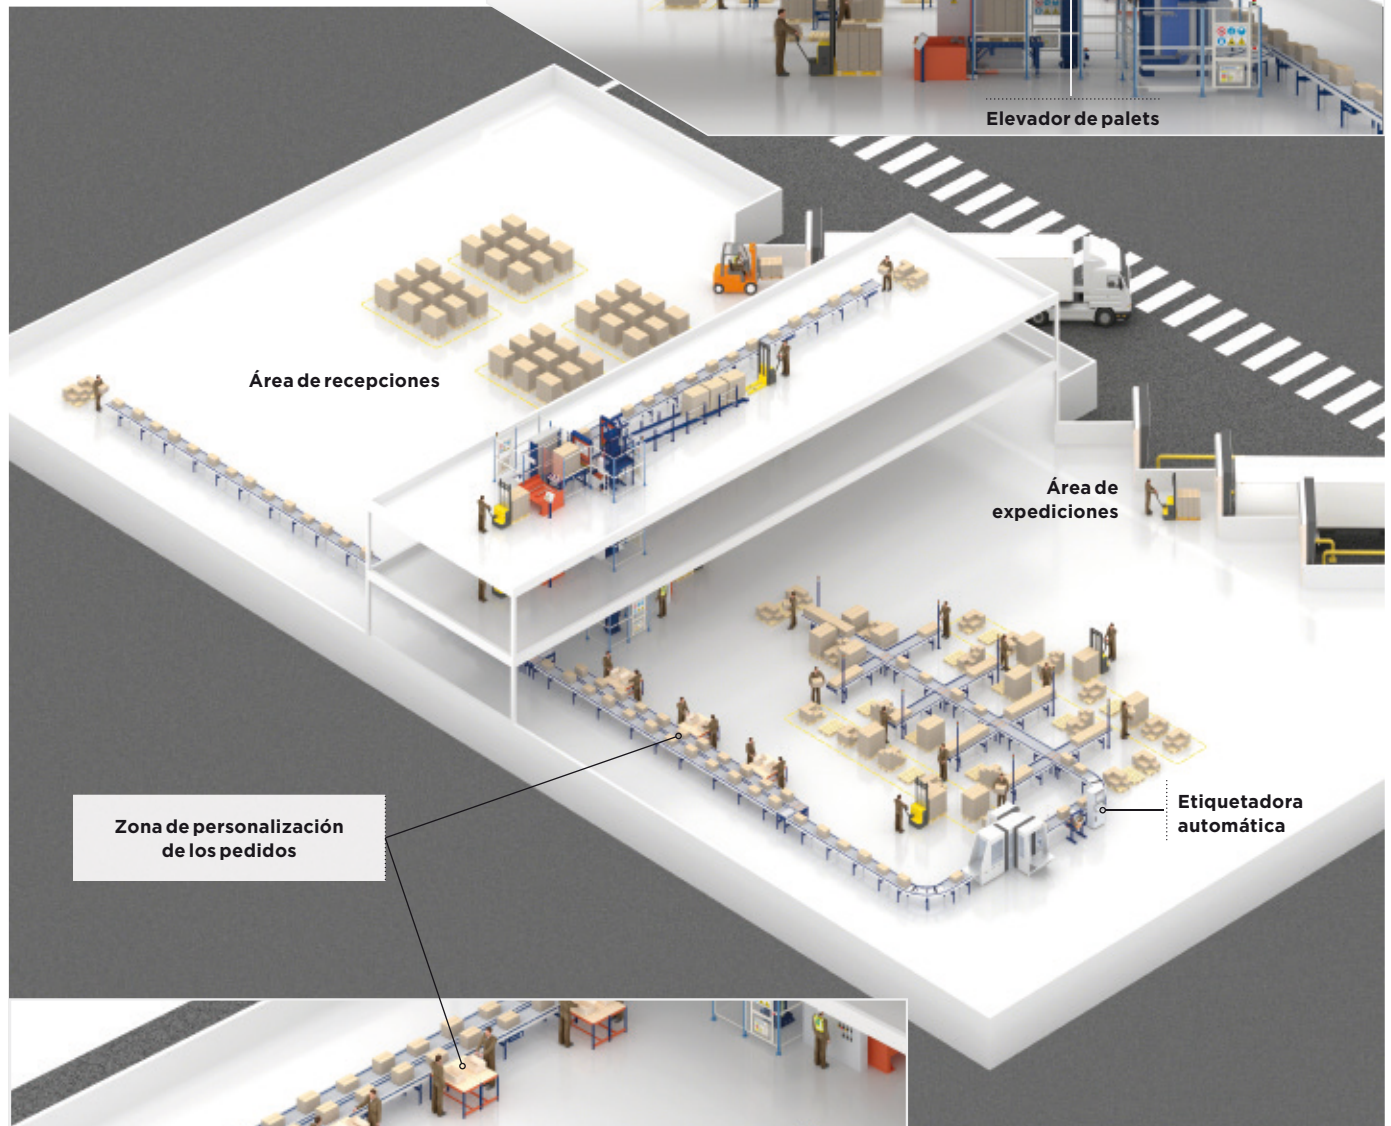 Elevador de palets
Área de recepciones
Área de
expediciones
Zona de personalización
de los pedidos
Etiquetadora
automática